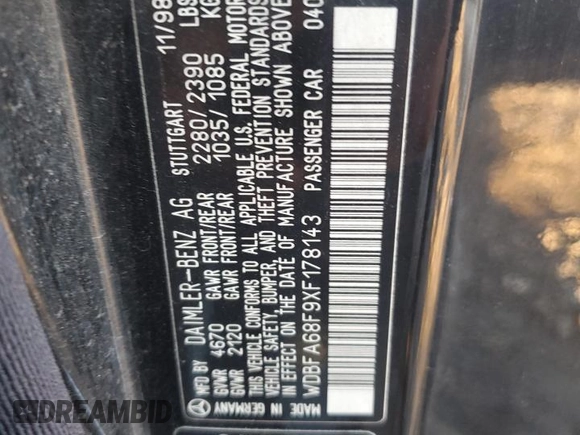 MFD BY DAIMLER-BENZ AG STUTTGART 11/98
GVWR 4670 GAWR FRONT/REAR 2280/2390 LBS
GVWR 2120 GAWR FRONT/REAR 1035/1085
THIS VEHICLE CONFORMS TO ALL APPLICABLE U.S. FEDERAL MOTOR
VEHICLE SAFETY, BUMPER, AND THEFT PREVENTION STANDARDS
IN EFFECT ON THE DATE OF MANUFACTURE SHOWN ABOVE
MADE IN GERMANY
WDBFA68F9XF178143 PASSENGER CAR 040
DREAMBID